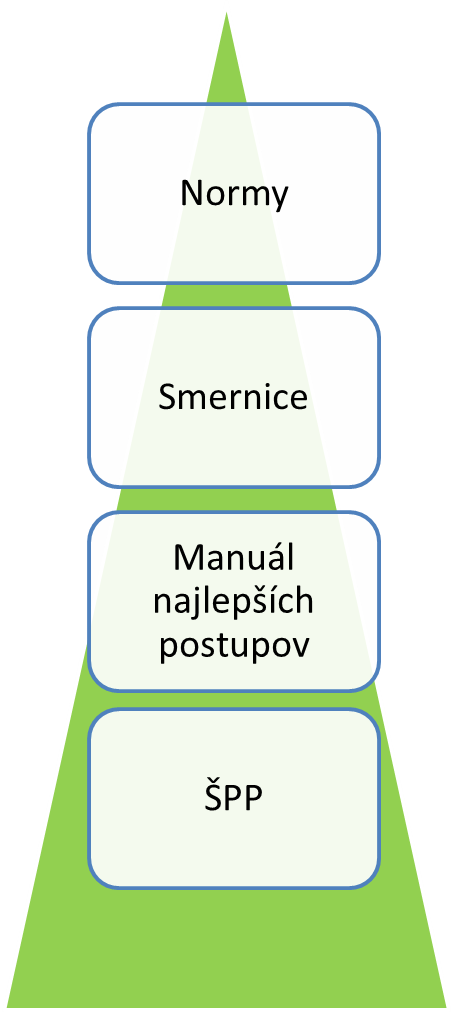 Normy
Smernice
Manuál
najlepších
postupov
ŠPP